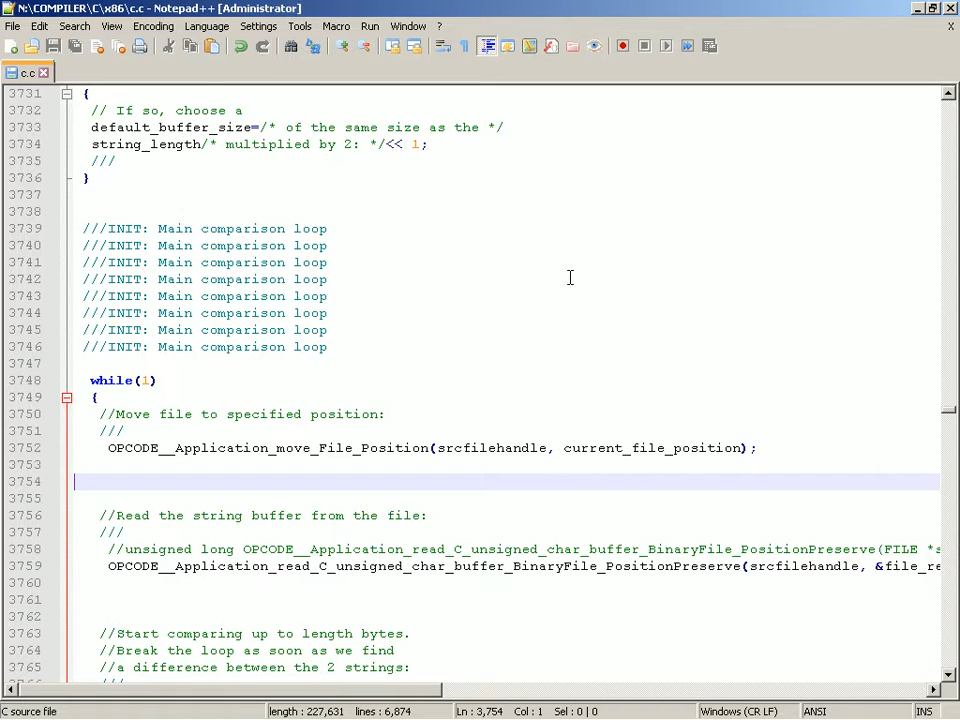 N:\COMPILER\C\x86\c.c - Notepad++ [Administrator]
File Edit Search View Encoding Language Settings Tools Macro Run Window ? X
c.c
3731 {
3732 // If so, choose a
3733 default_buffer_size=/* of the same size as the */
3734 string_length/* multiplied by 2: */<< 1;
3735 ///
3736 }
3737
3738
3739 ///INIT: Main comparison loop
3740 ///INIT: Main comparison loop
3741 ///INIT: Main comparison loop
3742 ///INIT: Main comparison loop
3743 ///INIT: Main comparison loop
3744 ///INIT: Main comparison loop
3745 ///INIT: Main comparison loop
3746 ///INIT: Main comparison loop
3747
3748 while(1)
3749 {
3750 //Move file to specified position:
3751 ///
3752 OPCODE__Application_move_File_Position(srcfilehandle, current_file_position);
3753
3754
3755
3756 //Read the string buffer from the file:
3757 ///
3758 //unsigned long OPCODE__Application_read_C_unsigned_char_buffer_BinaryFile_PositionPreserve(FILE *s
3759 OPCODE__Application_read_C_unsigned_char_buffer_BinaryFile_PositionPreserve(srcfilehandle, &file_re
3760
3761
3762
3763 //Start comparing up to length bytes.
3764 //Break the loop as soon as we find
3765 //a difference between the 2 strings:
C source file length : 227,631 lines : 6,874 Ln : 3,754 Col : 1 Sel : 0 | 0 Windows (CR LF) ANSI INS